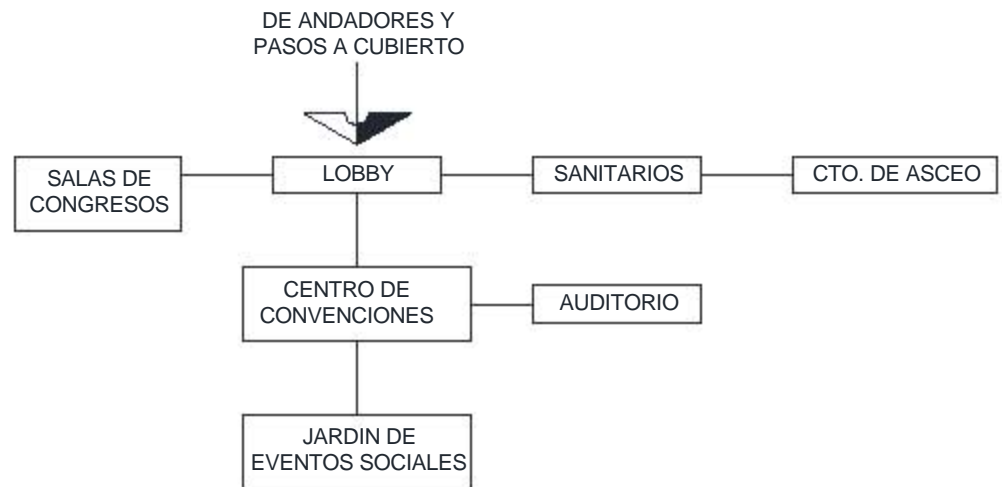 DE ANDADORES Y
PASOS A CUBIERTO
SALAS DE
CONGRESOS
LOBBY
SANITARIOS
CTO. DE ASCEO
CENTRO DE
CONVENCIONES
AUDITORIO
JARDIN DE
EVENTOS SOCIALES